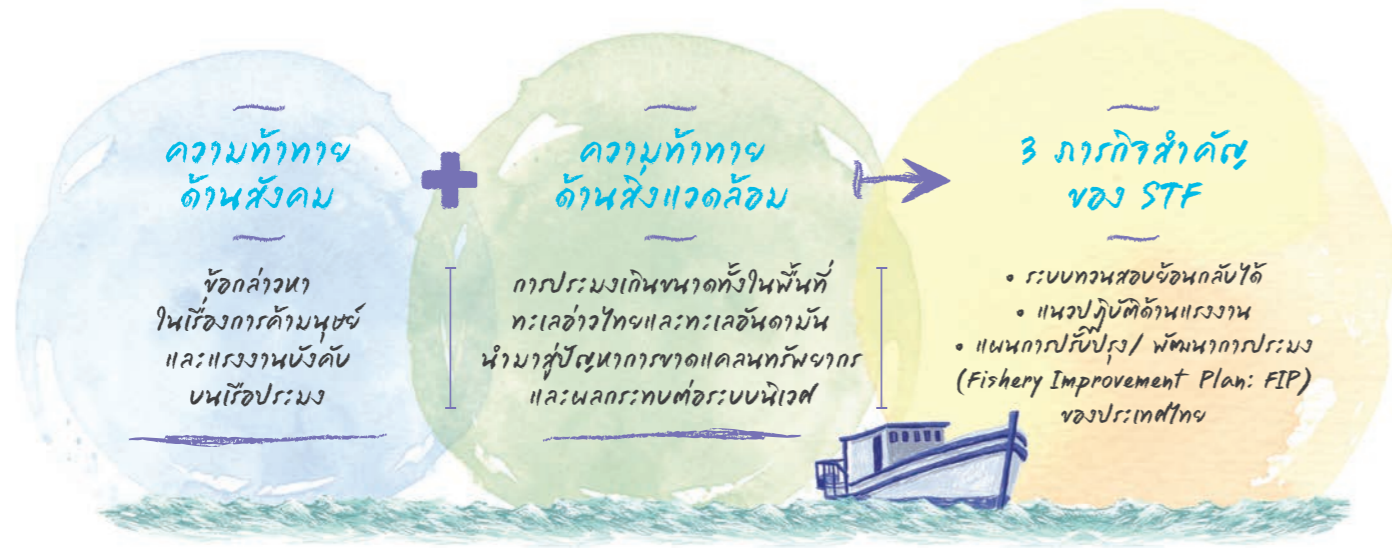 ความท้าทาย
ด้านสังคม
ข้อกล่าวหา
ในเรื่องการค้ามนุษย์
และแรงงานบังคับ
บนเรือประมง
ความท้าทาย
ด้านสิ่งแวดล้อม
การประมงเกินขนาดทั้งในพื้นที่
ทะเลอ่าวไทยและทะเลอันดามัน
นำมาสู่ปัญหาการขาดแคลนทรัพยากร
และผลกระทบต่อระบบนิเวศ
3 ภารกิจสำคัญ
ของ STF
• ระบบทวนสอบย้อนกลับได้
• แนวปฏิบัติด้านแรงงาน
• แผนการปรับปรุง/ พัฒนาการประมง
(Fishery Improvement Plan: FIP)
ของประเทศไทย